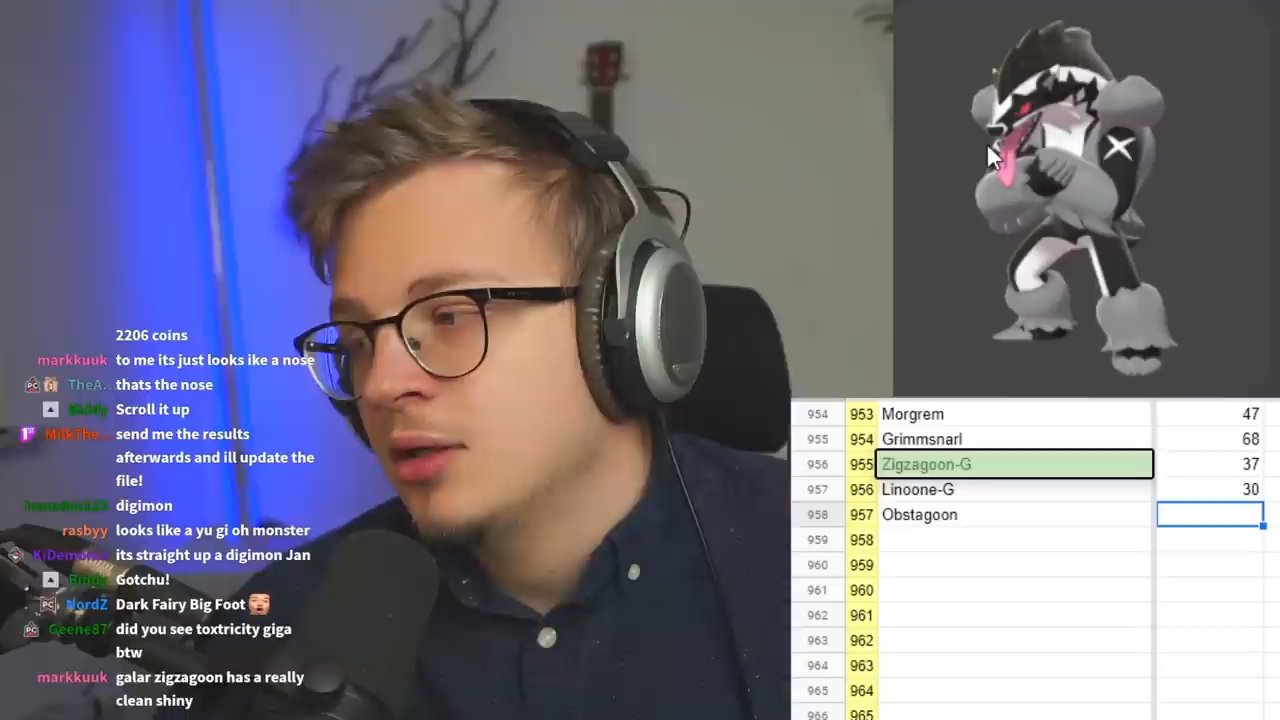 2206 coins
markkuuk to me its just looks ike a nose
TheA.. thats the nose
Scroll it up
MilkThe... send me the results
afterwards and ill update the
file!
digimon
rasbyy looks like a yu gi oh monster
KjDemo its straight up a digimon Jan
Gotchu!
NordZ Dark Fairy Big Foot
Geene87 did you see toxtricity giga
btw
markkuuk galar zigzagoon has a really
clean shiny
954 953 Morgrem 47
955 954 Grimmsnarl 68
956 955 Zigzagoon-G 37
957 956 Linoone-G 30
958 957 Obstagoon
959 958
960 959
961 960
962 961
963 962
964 963
965 964
966 965